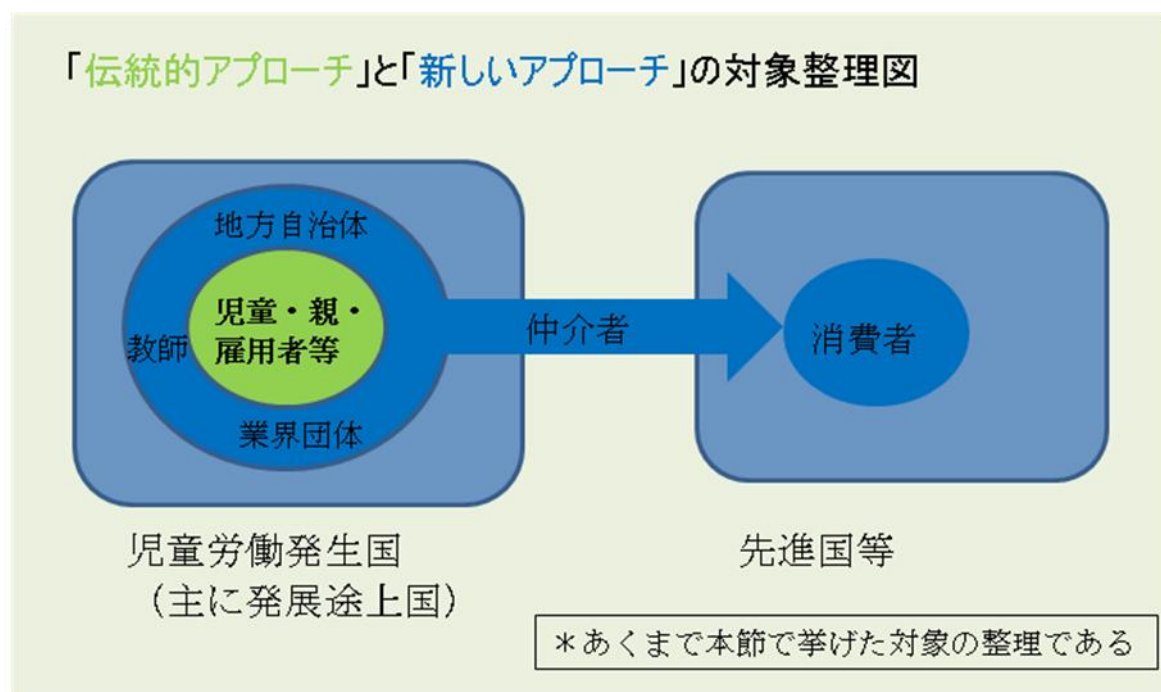 「伝統的アプローチ」と「新しいアプローチ」の対象整理図
地方自治体
児童・親・
雇用者等
教師
業界団体
仲介者
消費者
児童労働発生国
（主に発展途上国）
先進国等
＊あくまで本節で挙げた対象の整理である